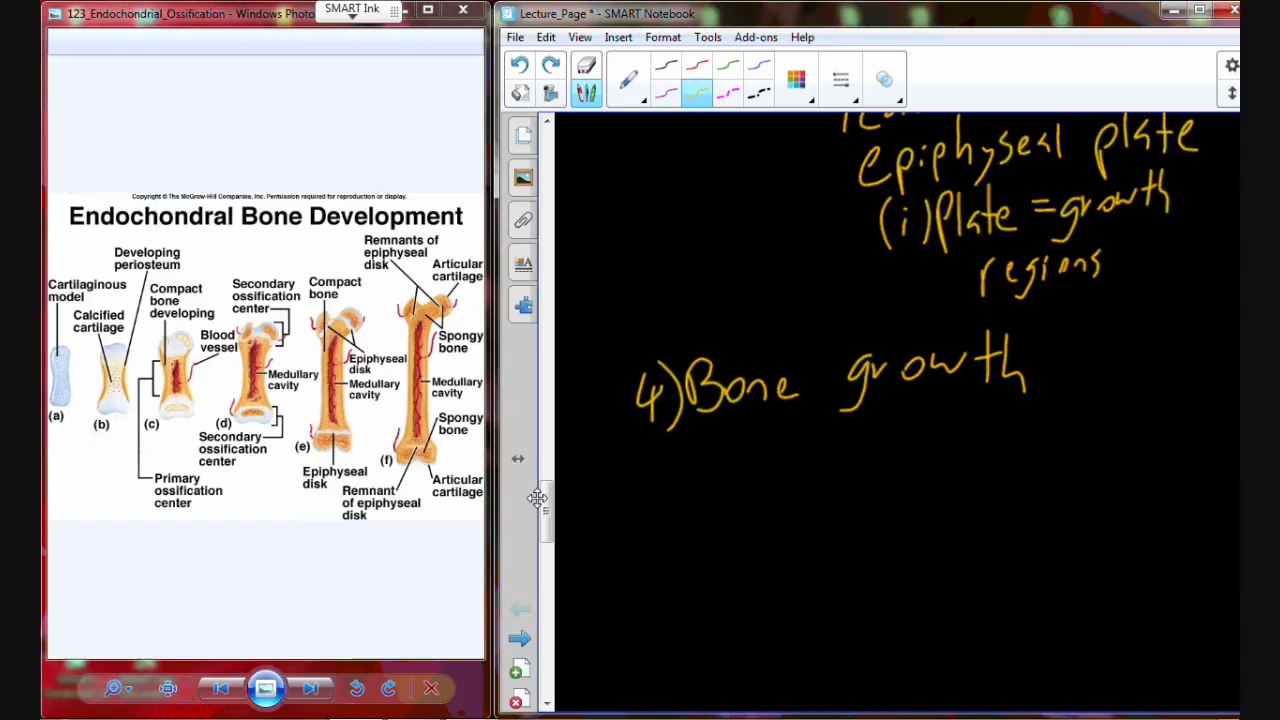 123_Endochondrial_Ossification - Windows Photo
SMART Ink
Lecture_Page * - SMART Notebook
File Edit View Insert Format Tools Add-ons Help
Copyright © The McGraw-Hill Companies, Inc. Permission required for reproduction or display.
Endochondral Bone Development
Cartilaginous
model
Developing
periosteum
Calcified
cartilage
Compact
bone
developing
Blood
vessel
Secondary
ossification
center
Medullary
cavity
Secondary
ossification
center
Primary
ossification
center
Compact
bone
Epiphyseal
disk
Medullary
cavity
Epiphyseal
disk
Remnants of
epiphyseal
disk
Articular
cartilage
Spongy
bone
Medullary
cavity
Spongy
bone
Articular
cartilage
Remnant
of epiphyseal
disk
(a)
(b)
(c)
(d)
(e)
(f)
epiphyseal plate
(i) Plate = growth
regions
4) Bone growth